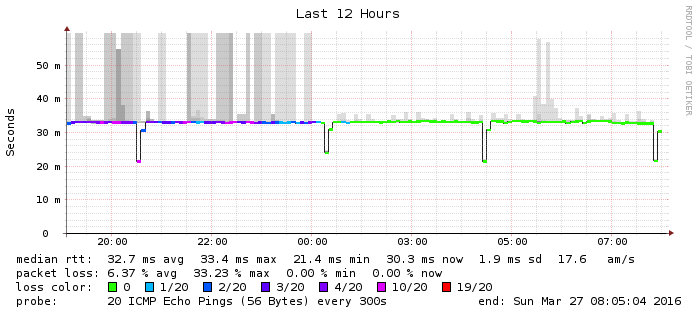 Last 12 Hours
RRDTOOL / TOBI OETIKER
Seconds
50 m
40 m
30 m
20 m
10 m
0
20:00 22:00 00:00 03:00 05:00 07:00
median rtt: 32.7 ms avg 33.4 ms max 21.4 ms min 30.3 ms now 1.9 ms sd 17.6 am/s
packet loss: 6.37 % avg 33.23 % max 0.00 % min 0.00 % now
loss color: 0 1/20 2/20 3/20 4/20 10/20 19/20
probe: 20 ICMP Echo Pings (56 Bytes) every 300s end: Sun Mar 27 08:05:04 2016